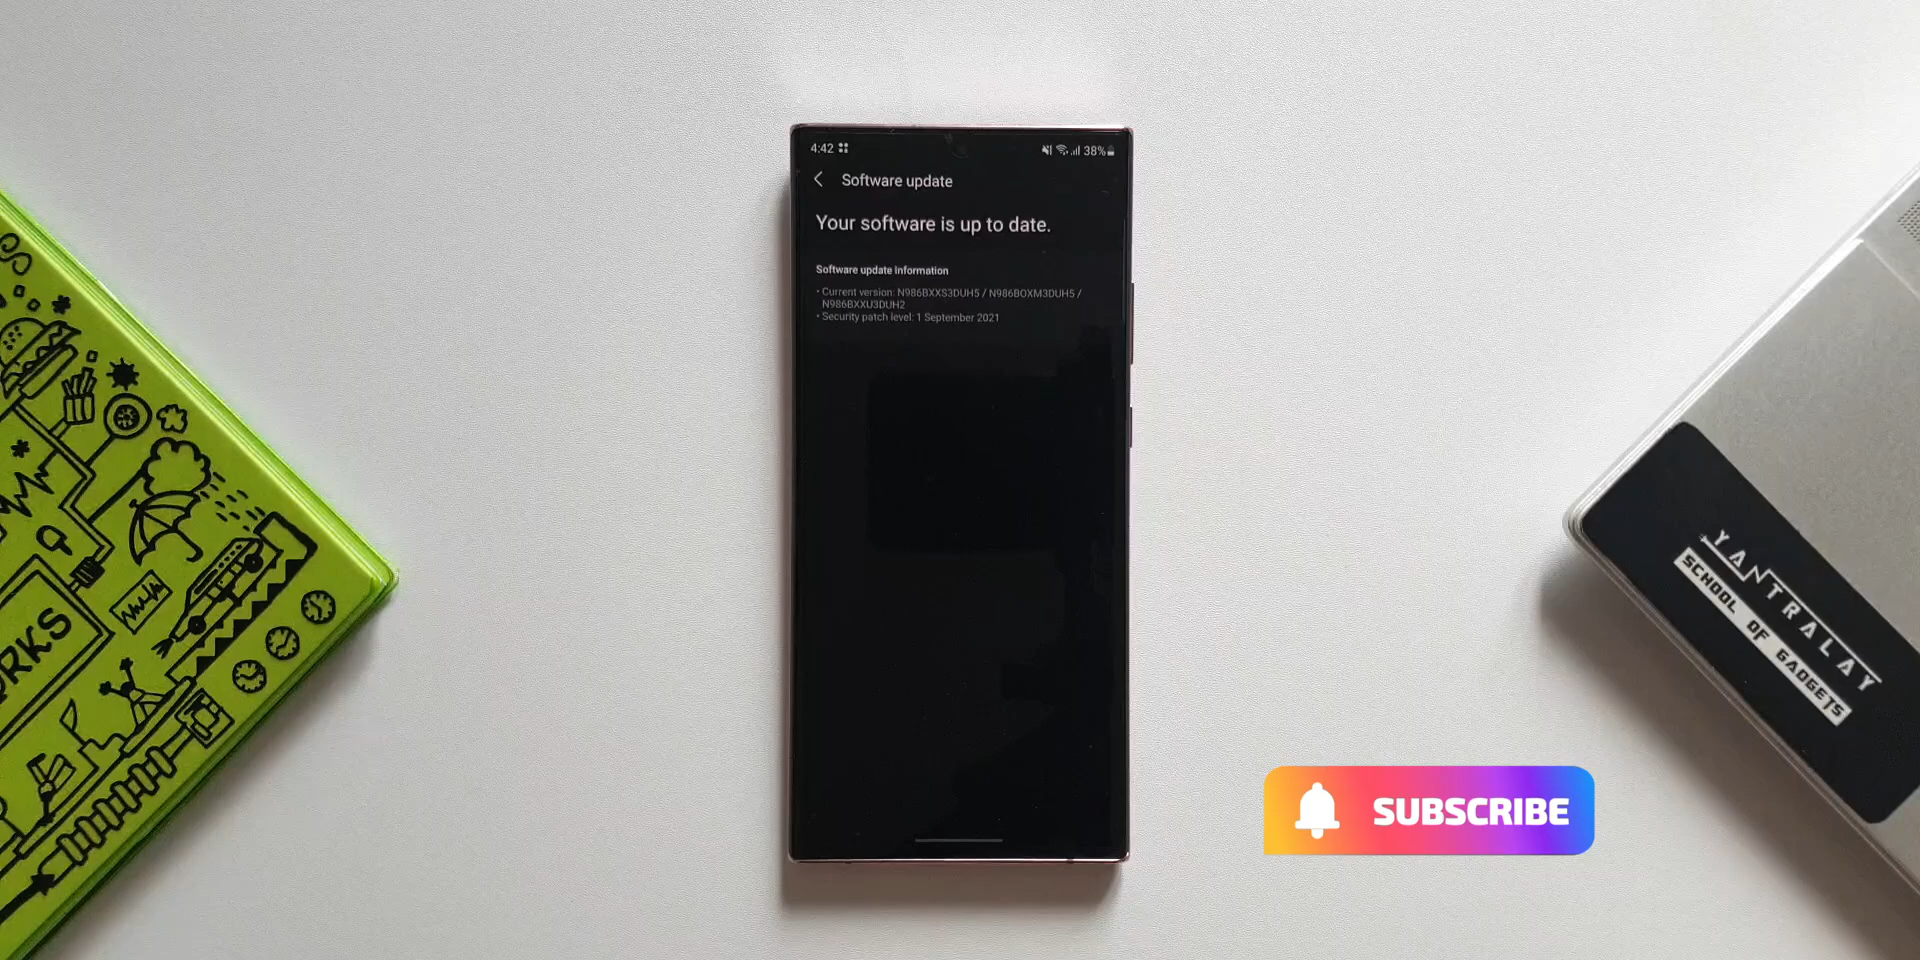 4:42
38%
Software update
Your software is up to date.
Software update information
• Current version: N986BXXS3DUH5 / N986BOXM3DUH5 /
N986BXXU3DUH2
• Security patch level: 1 September 2021
ORKS
YANTRALAY
SCHOOL OF GADGETS
SUBSCRIBE